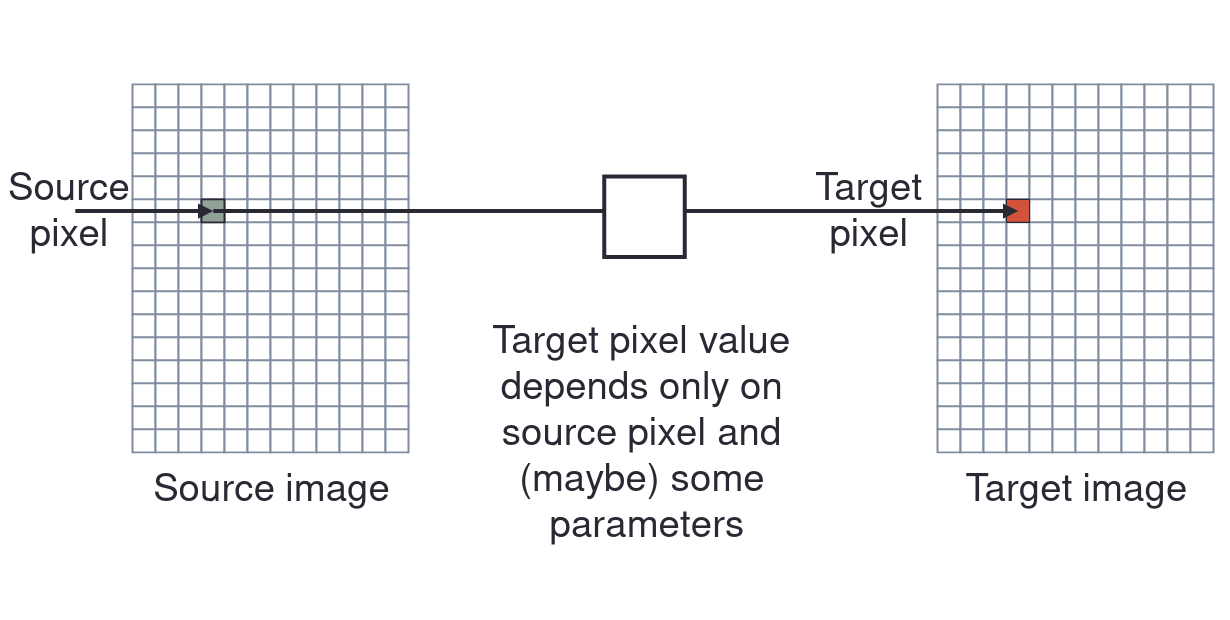 Source
pixel
Target
pixel
Target pixel value
depends only on
source pixel and
(maybe) some
parameters
Source image
Target image